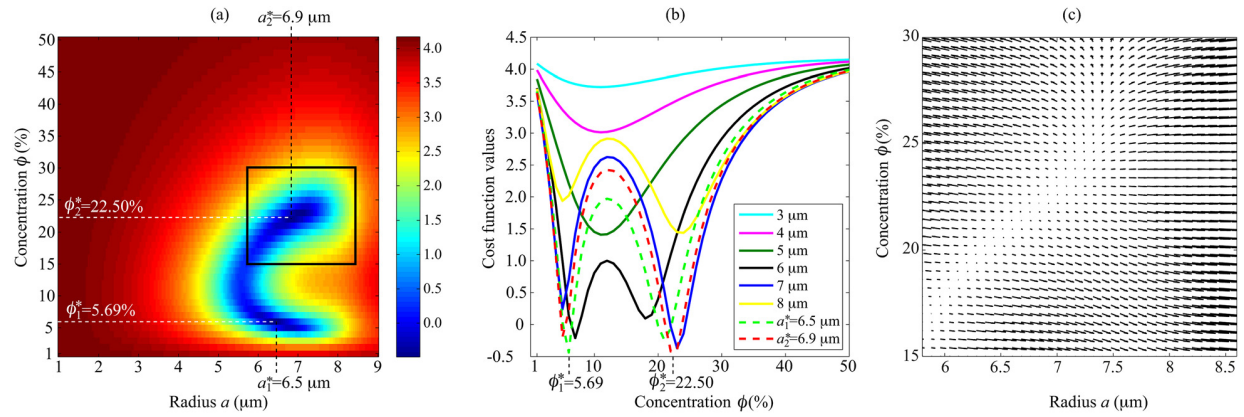 (a)
a₂*=6.9 μm
Concentration ϕ(%)
50
45
40
35
30
25
20
15
10
5
1
ϕ₂*=22.50%
ϕ₁*=5.69%
1 2 3 4 5 6 7 8 9
a₁*=6.5 μm
Radius a (μm)
4.0
3.5
3.0
2.5
2.0
1.5
1.0
0.5
0.0
(b)
Cost function values
4.5
4.0
3.5
3.0
2.5
2.0
1.5
1.0
0.5
0
-0.5
3 μm
4 μm
5 μm
6 μm
7 μm
8 μm
a₁*=6.5 μm
a₂*=6.9 μm
1 10 20 30 40 50
ϕ₁*=5.69
ϕ₂*=22.50
Concentration ϕ(%)
(c)
Concentration ϕ(%)
30
25
20
15
6 6.5 7 7.5 8 8.5
Radius a (μm)